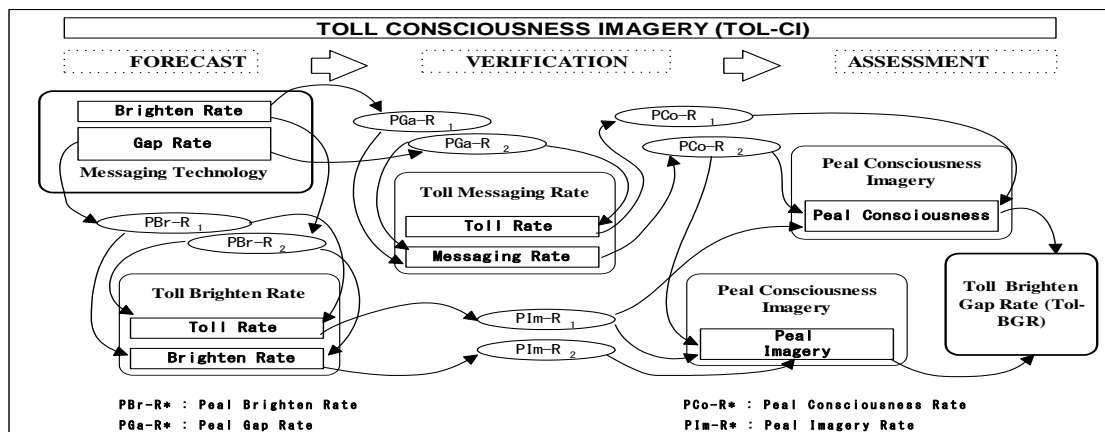 TOLL CONSCIOUSNESS IMAGERY (TOL-CI)
FORECAST
VERIFICATION
ASSESSMENT
Brighten Rate
Gap Rate
Messaging Technology
PGa-R 1
PGa-R 2
PCo-R 1
PCo-R 2
Toll Messaging Rate
Toll Rate
Messaging Rate
Peal Consciousness
Imagery
Peal Consciousness
PBr-R 1
PBr-R 2
Toll Brighten Rate
Toll Rate
Brighten Rate
PIm-R 1
PIm-R 2
Peal Consciousness
Imagery
Peal
Imagery
Toll Brighten
Gap Rate (Tol-
BGR)
PBr-R* : Peal Brighten Rate
PGa-R* : Peal Gap Rate
PCo-R* : Peal Consciousness Rate
PIm-R* : Peal Imagery Rate